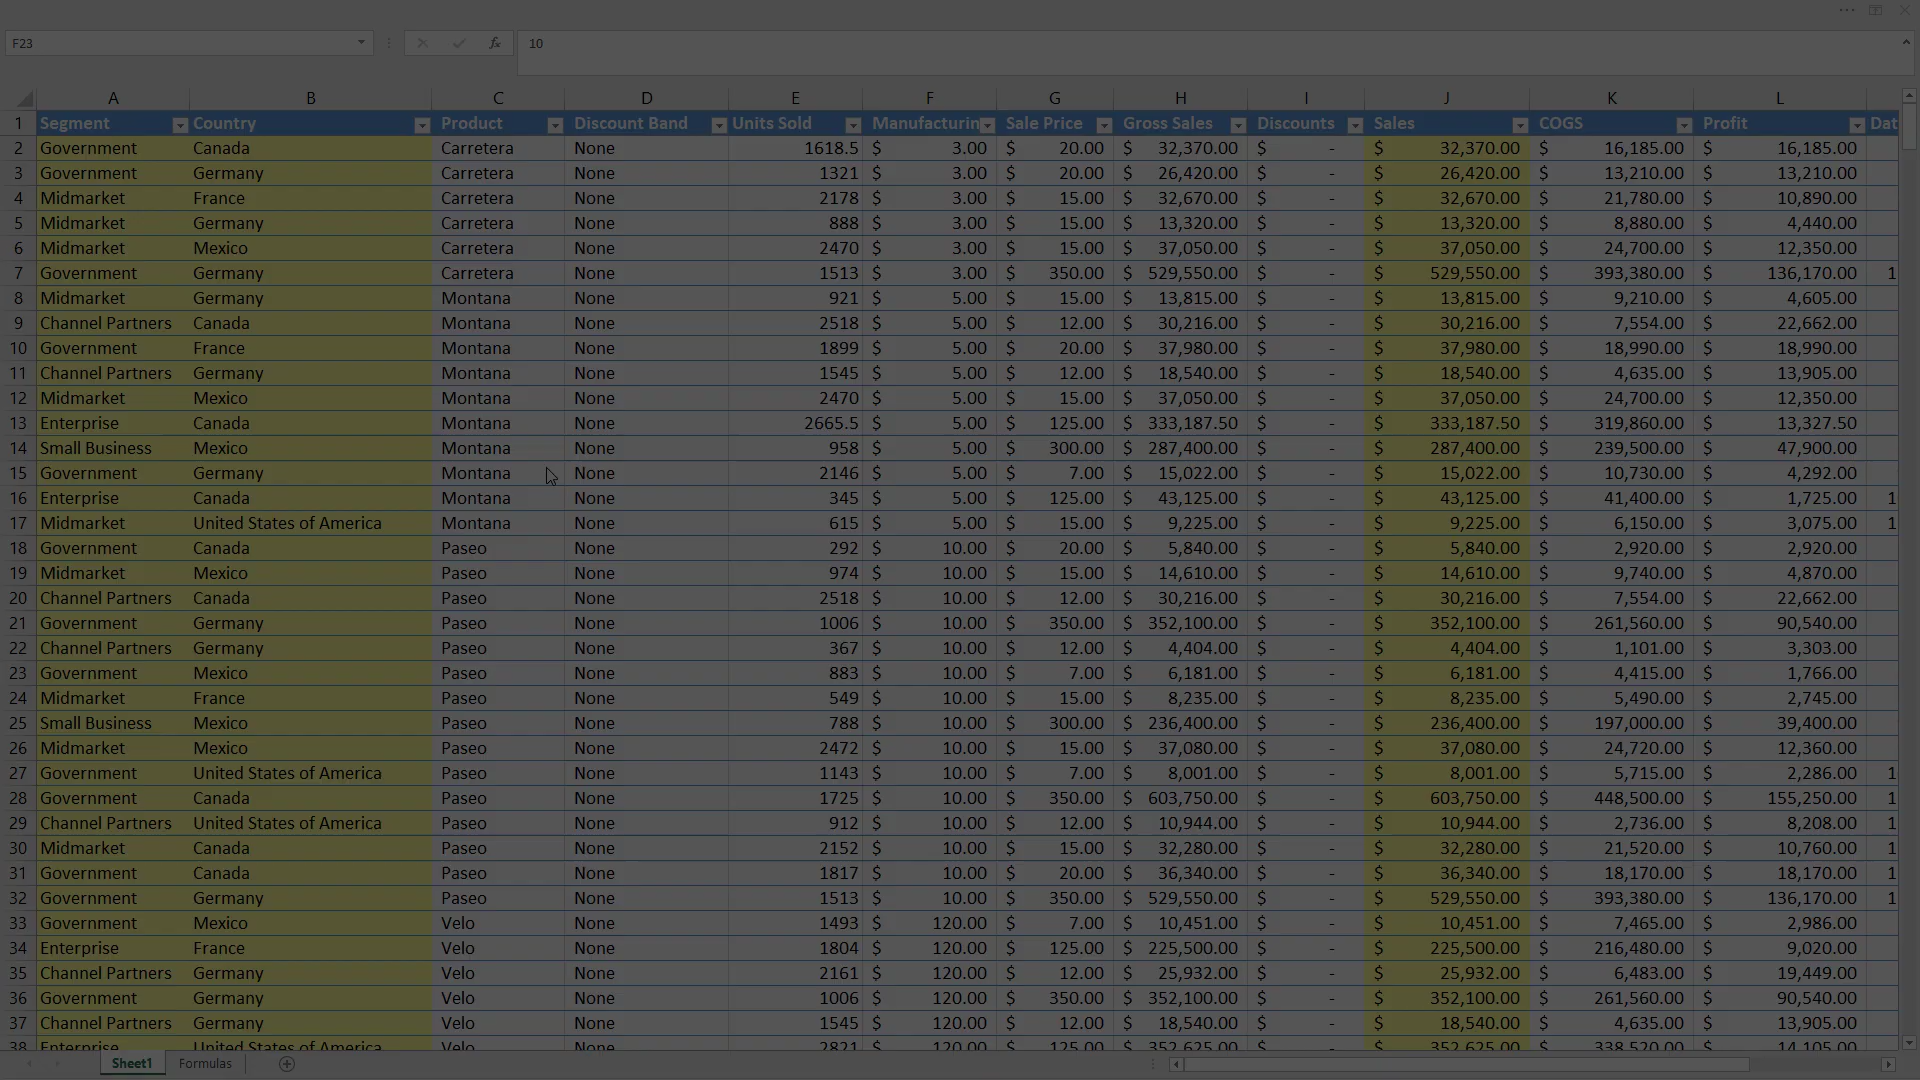 F23 fx 10
A B C D E F G H I J K L
1 Segment Country Product Discount Band Units Sold Manufacturin Sale Price Gross Sales Discounts Sales COGS Profit Dat
2 Government Canada Carretera None 1618.5 $ 3.00 $ 20.00 $ 32,370.00 $ - $ 32,370.00 $ 16,185.00 $ 16,185.00
3 Government Germany Carretera None 1321 $ 3.00 $ 20.00 $ 26,420.00 $ - $ 26,420.00 $ 13,210.00 $ 13,210.00
4 Midmarket France Carretera None 2178 $ 3.00 $ 15.00 $ 32,670.00 $ - $ 32,670.00 $ 21,780.00 $ 10,890.00
5 Midmarket Germany Carretera None 888 $ 3.00 $ 15.00 $ 13,320.00 $ - $ 13,320.00 $ 8,880.00 $ 4,440.00
6 Midmarket Mexico Carretera None 2470 $ 3.00 $ 15.00 $ 37,050.00 $ - $ 37,050.00 $ 24,700.00 $ 12,350.00
7 Government Germany Carretera None 1513 $ 3.00 $ 350.00 $ 529,550.00 $ - $ 529,550.00 $ 393,380.00 $ 136,170.00 1
8 Midmarket Germany Montana None 921 $ 5.00 $ 15.00 $ 13,815.00 $ - $ 13,815.00 $ 9,210.00 $ 4,605.00
9 Channel Partners Canada Montana None 2518 $ 5.00 $ 12.00 $ 30,216.00 $ - $ 30,216.00 $ 7,554.00 $ 22,662.00
10 Government France Montana None 1899 $ 5.00 $ 20.00 $ 37,980.00 $ - $ 37,980.00 $ 18,990.00 $ 18,990.00
11 Channel Partners Germany Montana None 1545 $ 5.00 $ 12.00 $ 18,540.00 $ - $ 18,540.00 $ 4,635.00 $ 13,905.00
12 Midmarket Mexico Montana None 2470 $ 5.00 $ 15.00 $ 37,050.00 $ - $ 37,050.00 $ 24,700.00 $ 12,350.00
13 Enterprise Canada Montana None 2665.5 $ 5.00 $ 125.00 $ 333,187.50 $ - $ 333,187.50 $ 319,860.00 $ 13,327.50
14 Small Business Mexico Montana None 958 $ 5.00 $ 300.00 $ 287,400.00 $ - $ 287,400.00 $ 239,500.00 $ 47,900.00
15 Government Germany Montana None 2146 $ 5.00 $ 7.00 $ 15,022.00 $ - $ 15,022.00 $ 10,730.00 $ 4,292.00
16 Enterprise Canada Montana None 345 $ 5.00 $ 125.00 $ 43,125.00 $ - $ 43,125.00 $ 41,400.00 $ 1,725.00 1
17 Midmarket United States of America Montana None 615 $ 5.00 $ 15.00 $ 9,225.00 $ - $ 9,225.00 $ 6,150.00 $ 3,075.00 1
18 Government Canada Paseo None 292 $ 10.00 $ 20.00 $ 5,840.00 $ - $ 5,840.00 $ 2,920.00 $ 2,920.00
19 Midmarket Mexico Paseo None 974 $ 10.00 $ 15.00 $ 14,610.00 $ - $ 14,610.00 $ 9,740.00 $ 4,870.00
20 Channel Partners Canada Paseo None 2518 $ 10.00 $ 12.00 $ 30,216.00 $ - $ 30,216.00 $ 7,554.00 $ 22,662.00
21 Government Germany Paseo None 1006 $ 10.00 $ 350.00 $ 352,100.00 $ - $ 352,100.00 $ 261,560.00 $ 90,540.00
22 Channel Partners Germany Paseo None 367 $ 10.00 $ 12.00 $ 4,404.00 $ - $ 4,404.00 $ 1,101.00 $ 3,303.00
23 Government Mexico Paseo None 883 $ 10.00 $ 7.00 $ 6,181.00 $ - $ 6,181.00 $ 4,415.00 $ 1,766.00
24 Midmarket France Paseo None 549 $ 10.00 $ 15.00 $ 8,235.00 $ - $ 8,235.00 $ 5,490.00 $ 2,745.00
25 Small Business Mexico Paseo None 788 $ 10.00 $ 300.00 $ 236,400.00 $ - $ 236,400.00 $ 197,000.00 $ 39,400.00
26 Midmarket Mexico Paseo None 2472 $ 10.00 $ 15.00 $ 37,080.00 $ - $ 37,080.00 $ 24,720.00 $ 12,360.00
27 Government United States of America Paseo None 1143 $ 10.00 $ 7.00 $ 8,001.00 $ - $ 8,001.00 $ 5,715.00 $ 2,286.00 1
28 Government Canada Paseo None 1725 $ 10.00 $ 350.00 $ 603,750.00 $ - $ 603,750.00 $ 448,500.00 $ 155,250.00 1
29 Channel Partners United States of America Paseo None 912 $ 10.00 $ 12.00 $ 10,944.00 $ - $ 10,944.00 $ 2,736.00 $ 8,208.00 1
30 Midmarket Canada Paseo None 2152 $ 10.00 $ 15.00 $ 32,280.00 $ - $ 32,280.00 $ 21,520.00 $ 10,760.00 1
31 Government Canada Paseo None 1817 $ 10.00 $ 20.00 $ 36,340.00 $ - $ 36,340.00 $ 18,170.00 $ 18,170.00 1
32 Government Germany Paseo None 1513 $ 10.00 $ 350.00 $ 529,550.00 $ - $ 529,550.00 $ 393,380.00 $ 136,170.00 1
33 Government Mexico Velo None 1493 $ 120.00 $ 7.00 $ 10,451.00 $ - $ 10,451.00 $ 7,465.00 $ 2,986.00
34 Enterprise France Velo None 1804 $ 120.00 $ 125.00 $ 225,500.00 $ - $ 225,500.00 $ 216,480.00 $ 9,020.00
35 Channel Partners Germany Velo None 2161 $ 120.00 $ 12.00 $ 25,932.00 $ - $ 25,932.00 $ 6,483.00 $ 19,449.00
36 Government Germany Velo None 1006 $ 120.00 $ 350.00 $ 352,100.00 $ - $ 352,100.00 $ 261,560.00 $ 90,540.00
37 Channel Partners Germany Velo None 1545 $ 120.00 $ 12.00 $ 18,540.00 $ - $ 18,540.00 $ 4,635.00 $ 13,905.00
38 Enterprise United States of America Velo None 2821 $ 120.00 $ 125.00 $ 352,625.00 $ - $ 352,625.00 $ 338,520.00 $ 14,105.00
Sheet1 Formulas